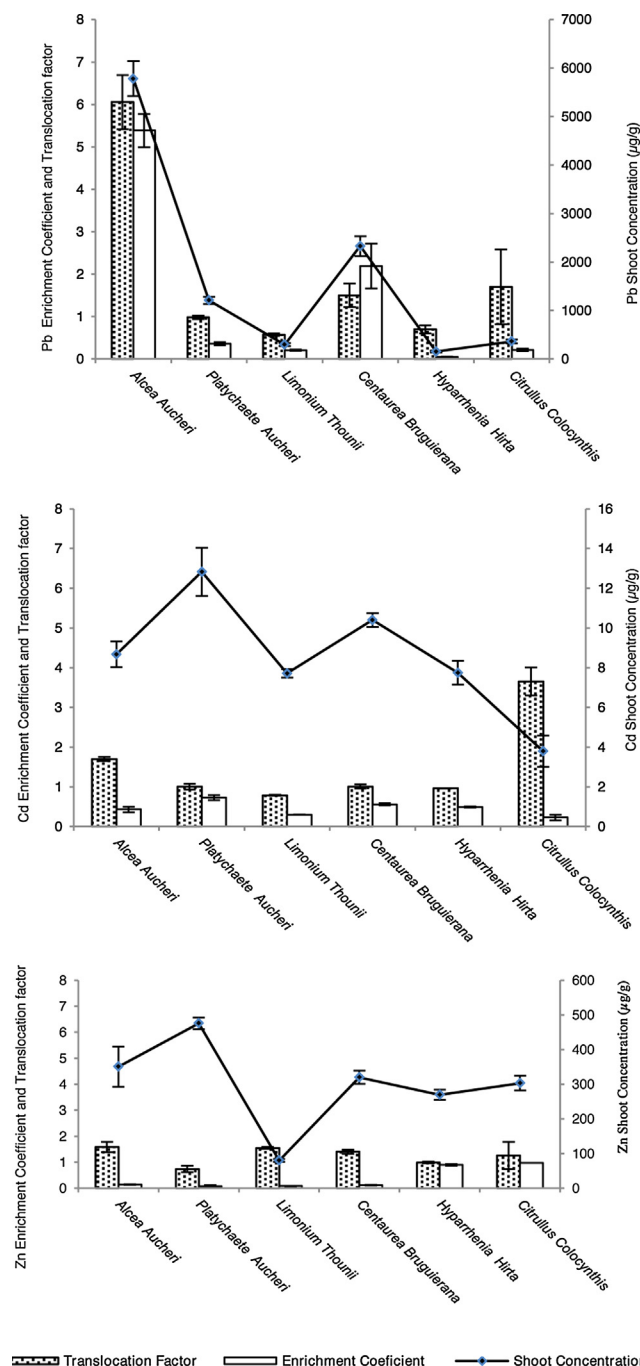 Pb Enrichment Coefficient and Translocation factor
8
7
6
5
4
3
2
1
0
7000
6000
5000
4000
3000
2000
1000
0
Pb Shoot Concentration (µg/g)
Alcea Aucheri
Platychaete Aucheri
Limonium Thounii
Centaurea Bruguierana
Hyparrhenia Hirta
Citrullus Colocynthis
Cd Enrichment Coefficient and Translocation factor
8
7
6
5
4
3
2
1
0
16
14
12
10
8
6
4
2
0
Cd Shoot Concentration (µg/g)
Alcea Aucheri
Platychaete Aucheri
Limonium Thounii
Centaurea Bruguierana
Hyparrhenia Hirta
Citrullus Colocynthis
Zn Enrichment Coefficient and Translocation factor
8
7
6
5
4
3
2
1
0
600
500
400
300
200
100
0
Zn Shoot Concentration (µg/g)
Alcea Aucheri
Platychaete Aucheri
Limonium Thounii
Centaurea Bruguierana
Hyparrhenia Hirta
Citrullus Colocynthis
Translocation Factor
Enrichment Coeficient
Shoot Concentratio